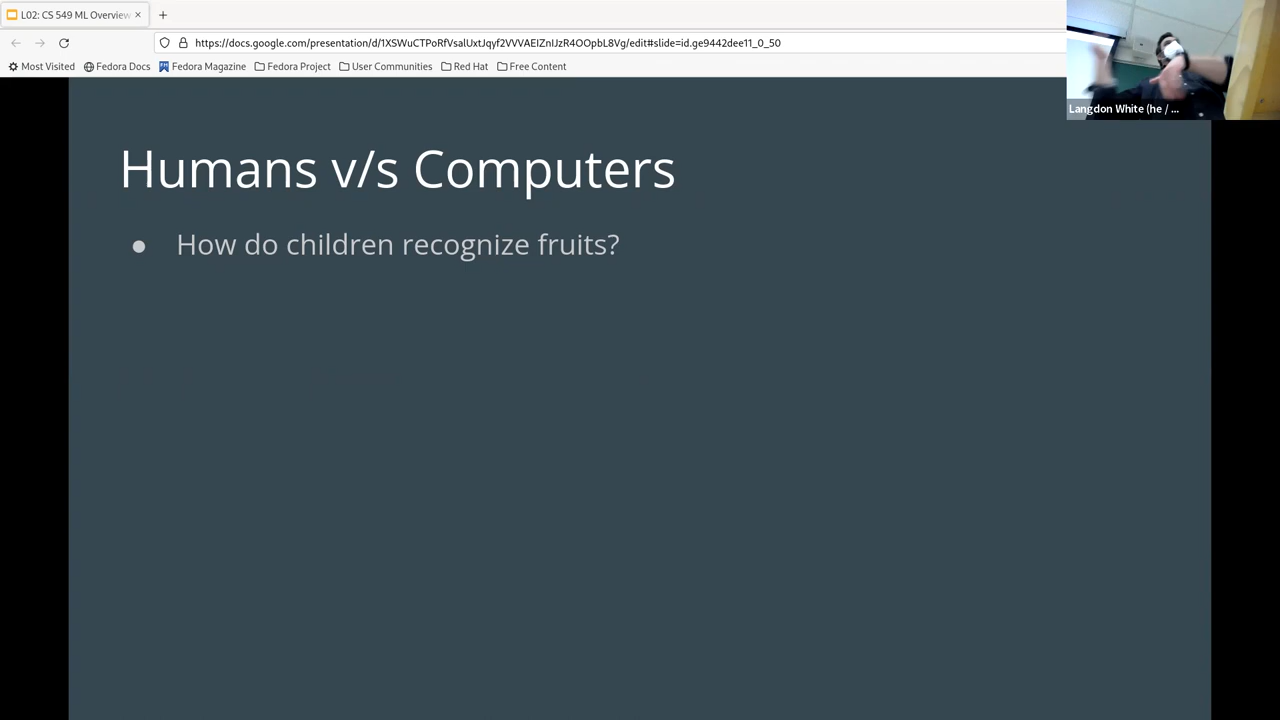 L02: CS 549 ML Overview
https://docs.google.com/presentation/d/1XSWuCTPoRfVsalUxtJqyf2VVVAEIZnIJzR4OOpbL8Vg/edit#slide=id.ge9442dee11_0_50
Most Visited Fedora Docs Fedora Magazine Fedora Project User Communities Red Hat Free Content
Langdon White (he / ...
Humans v/s Computers
● How do children recognize fruits?